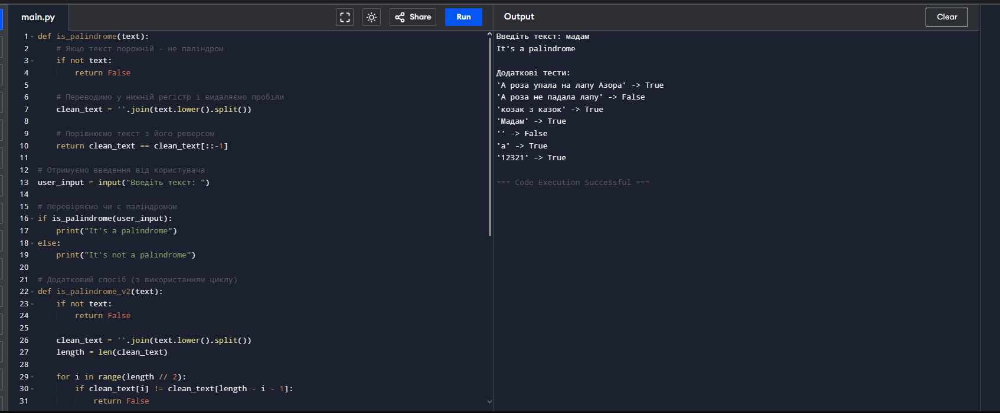 main.py
Share
Run
Output
Clear
1 def is_palindrome(text):
2     # Якщо текст порожній - не паліндром
3     if not text:
4         return False
5
6     # Переводимо у нижній регістр і видаляємо пробіли
7     clean_text = ''.join(text.lower().split())
8
9     # Порівнюємо текст з його реверсом
10     return clean_text == clean_text[::-1]
11
12 # Отримуємо введення від користувача
13 user_input = input("Введіть текст: ")
14
15 # Перевіряємо чи є паліндромом
16 if is_palindrome(user_input):
17     print("It's a palindrome")
18 else:
19     print("It's not a palindrome")
20
21 # Додатковий спосіб (з використанням циклу)
22 def is_palindrome_v2(text):
23     if not text:
24         return False
25
26     clean_text = ''.join(text.lower().split())
27     length = len(clean_text)
28
29     for i in range(length // 2):
30         if clean_text[i] != clean_text[length - i - 1]:
31             return False
Введіть текст: мадам
It's a palindrome
Додаткові тести:
'А роза упала на лапу Азора' -> True
'А роза не падала лапу' -> False
'козак з казок' -> True
'Мадам' -> True
'' -> False
'а' -> True
'12321' -> True
=== Code Execution Successful ===